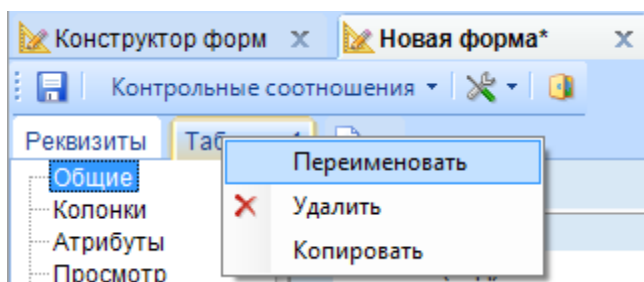 Конструктор форм
Новая форма*
Контрольные соотношения
Реквизиты
Общие
Колонки
Атрибуты
Просмотр
Переименовать
Удалить
Копировать